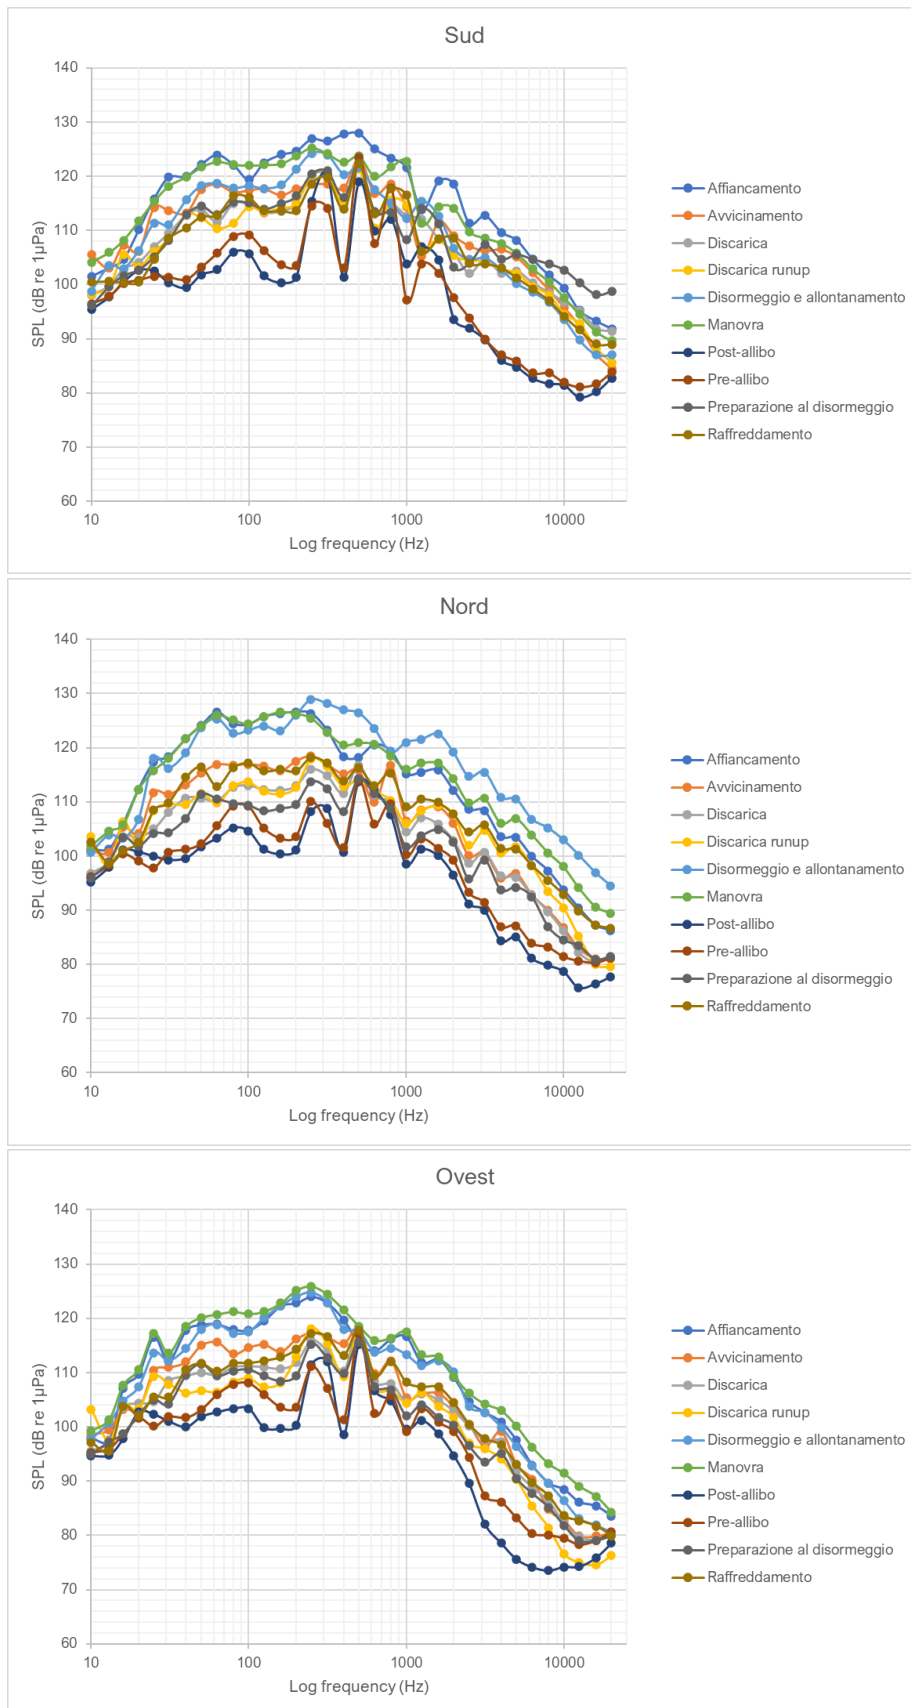 Sud
140
130
120
110
100
90
80
70
60
SPL (dB re 1µPa)
10 100 1000 10000
Log frequency (Hz)
Affiancamento
Avvicinamento
Discarica
Discarica runup
Disormeggio e allontanamento
Manovra
Post-allibo
Pre-allibo
Preparazione al disormeggio
Raffreddamento
Nord
140
130
120
110
100
90
80
70
60
SPL (dB re 1µPa)
10 100 1000 10000
Log frequency (Hz)
Affiancamento
Avvicinamento
Discarica
Discarica runup
Disormeggio e allontanamento
Manovra
Post-allibo
Pre-allibo
Preparazione al disormeggio
Raffreddamento
Ovest
140
130
120
110
100
90
80
70
60
SPL (dB re 1µPa)
10 100 1000 10000
Log frequency (Hz)
Affiancamento
Avvicinamento
Discarica
Discarica runup
Disormeggio e allontanamento
Manovra
Post-allibo
Pre-allibo
Preparazione al disormeggio
Raffreddamento